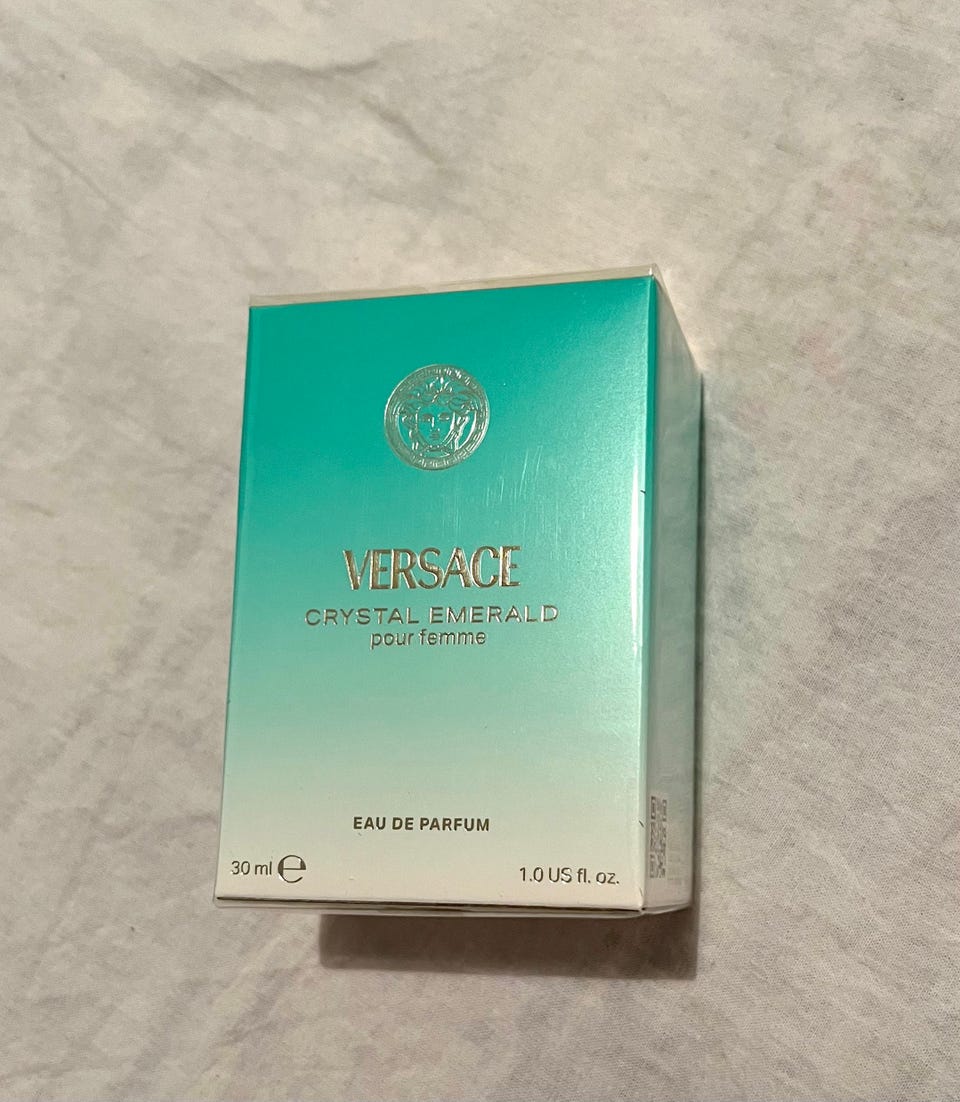 VERSACE
CRYSTAL EMERALD
pour femme
EAU DE PARFUM
30 ml ℮
1.0 US fl. oz.